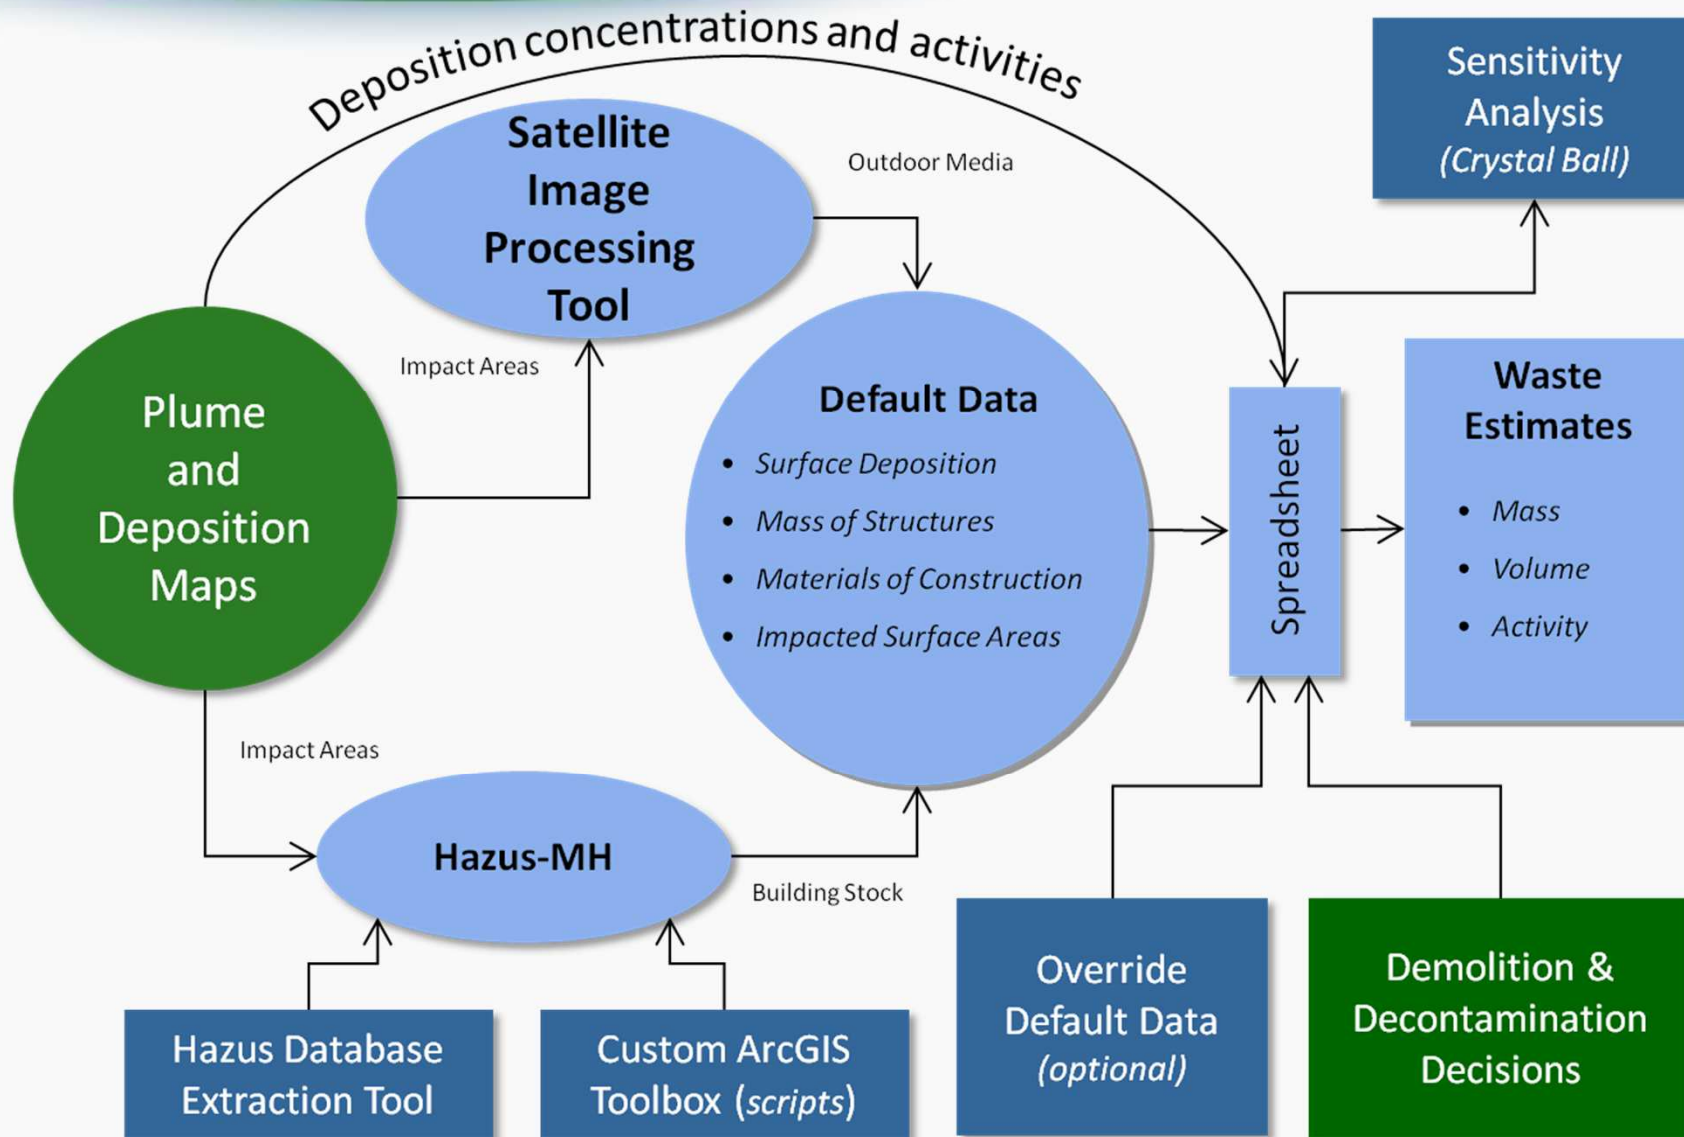 Deposition concentrations and activities
Sensitivity
Analysis
(Crystal Ball)
Satellite
Image
Processing
Tool
Outdoor Media
Impact Areas
Plume
and
Deposition
Maps
Default Data
• Surface Deposition
• Mass of Structures
• Materials of Construction
• Impacted Surface Areas
Spreadsheet
Waste
Estimates
• Mass
• Volume
• Activity
Impact Areas
Hazus-MH
Building Stock
Hazus Database
Extraction Tool
Custom ArcGIS
Toolbox (scripts)
Override
Default Data
(optional)
Demolition &
Decontamination
Decisions